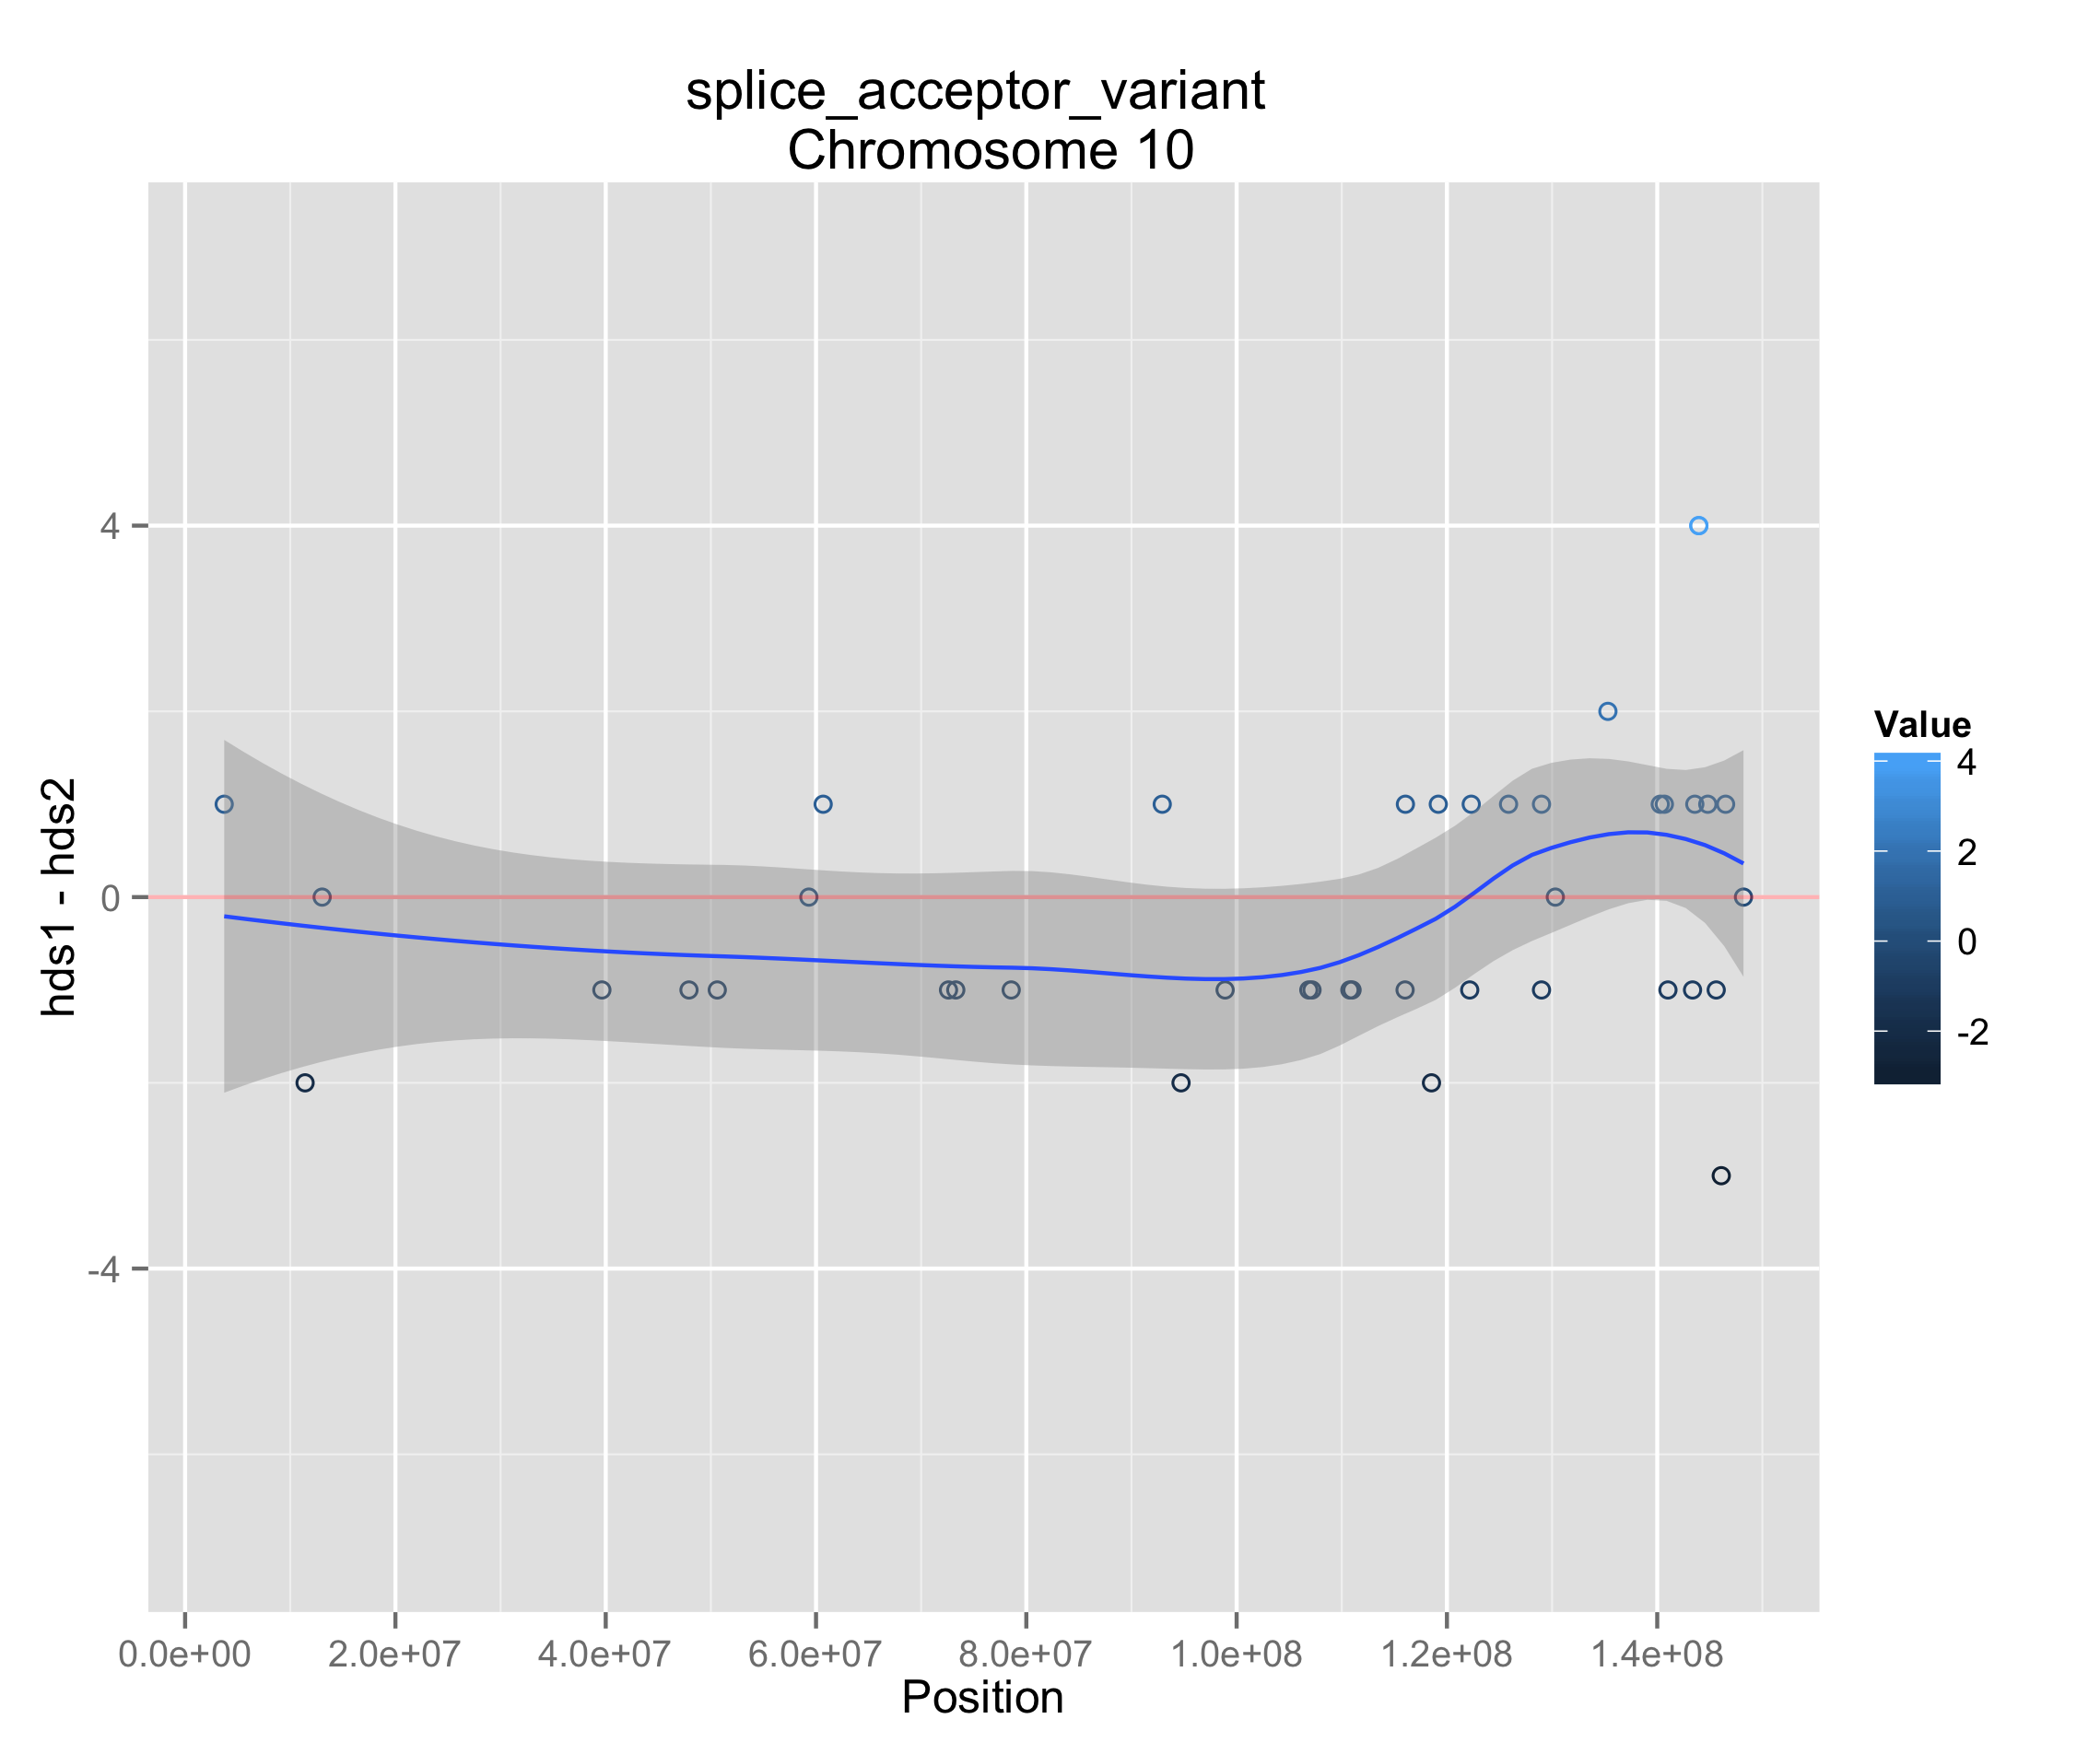 splice_acceptor_variant
Chromosome 10
hds1 - hds2
4
0
-4
0.0e+00 2.0e+07 4.0e+07 6.0e+07 8.0e+07 1.0e+08 1.2e+08 1.4e+08
Position
Value
4
2
0
-2